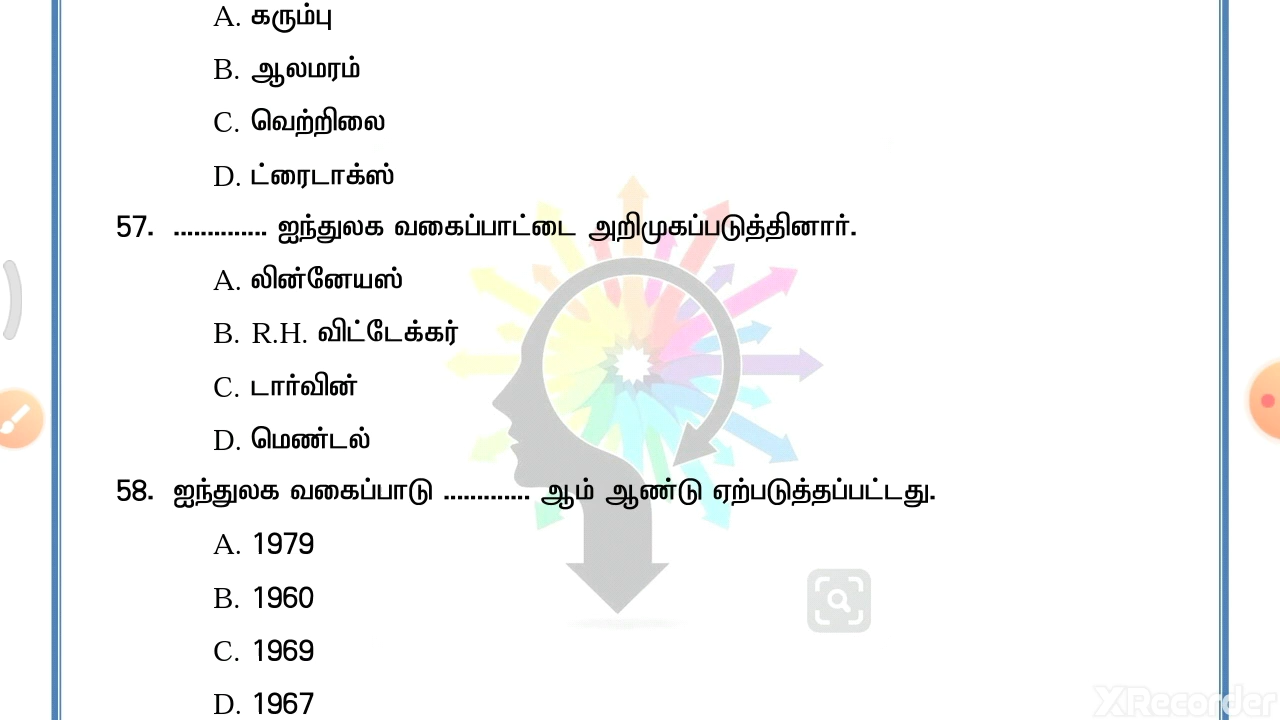 A. கரும்பு
B. ஆலமரம்
C. வெற்றிலை
D. ட்ரைடாக்ஸ்
57. .............. ஐந்துலக வகைப்பாட்டை அறிமுகப்படுத்தினார்.
A. லின்னேயஸ்
B. R.H. விட்டேக்கர்
C. டார்வின்
D. மெண்டல்
58. ஐந்துலக வகைப்பாடு ............. ஆம் ஆண்டு ஏற்படுத்தப்பட்டது.
A. 1979
B. 1960
C. 1969
D. 1967
XRecorder